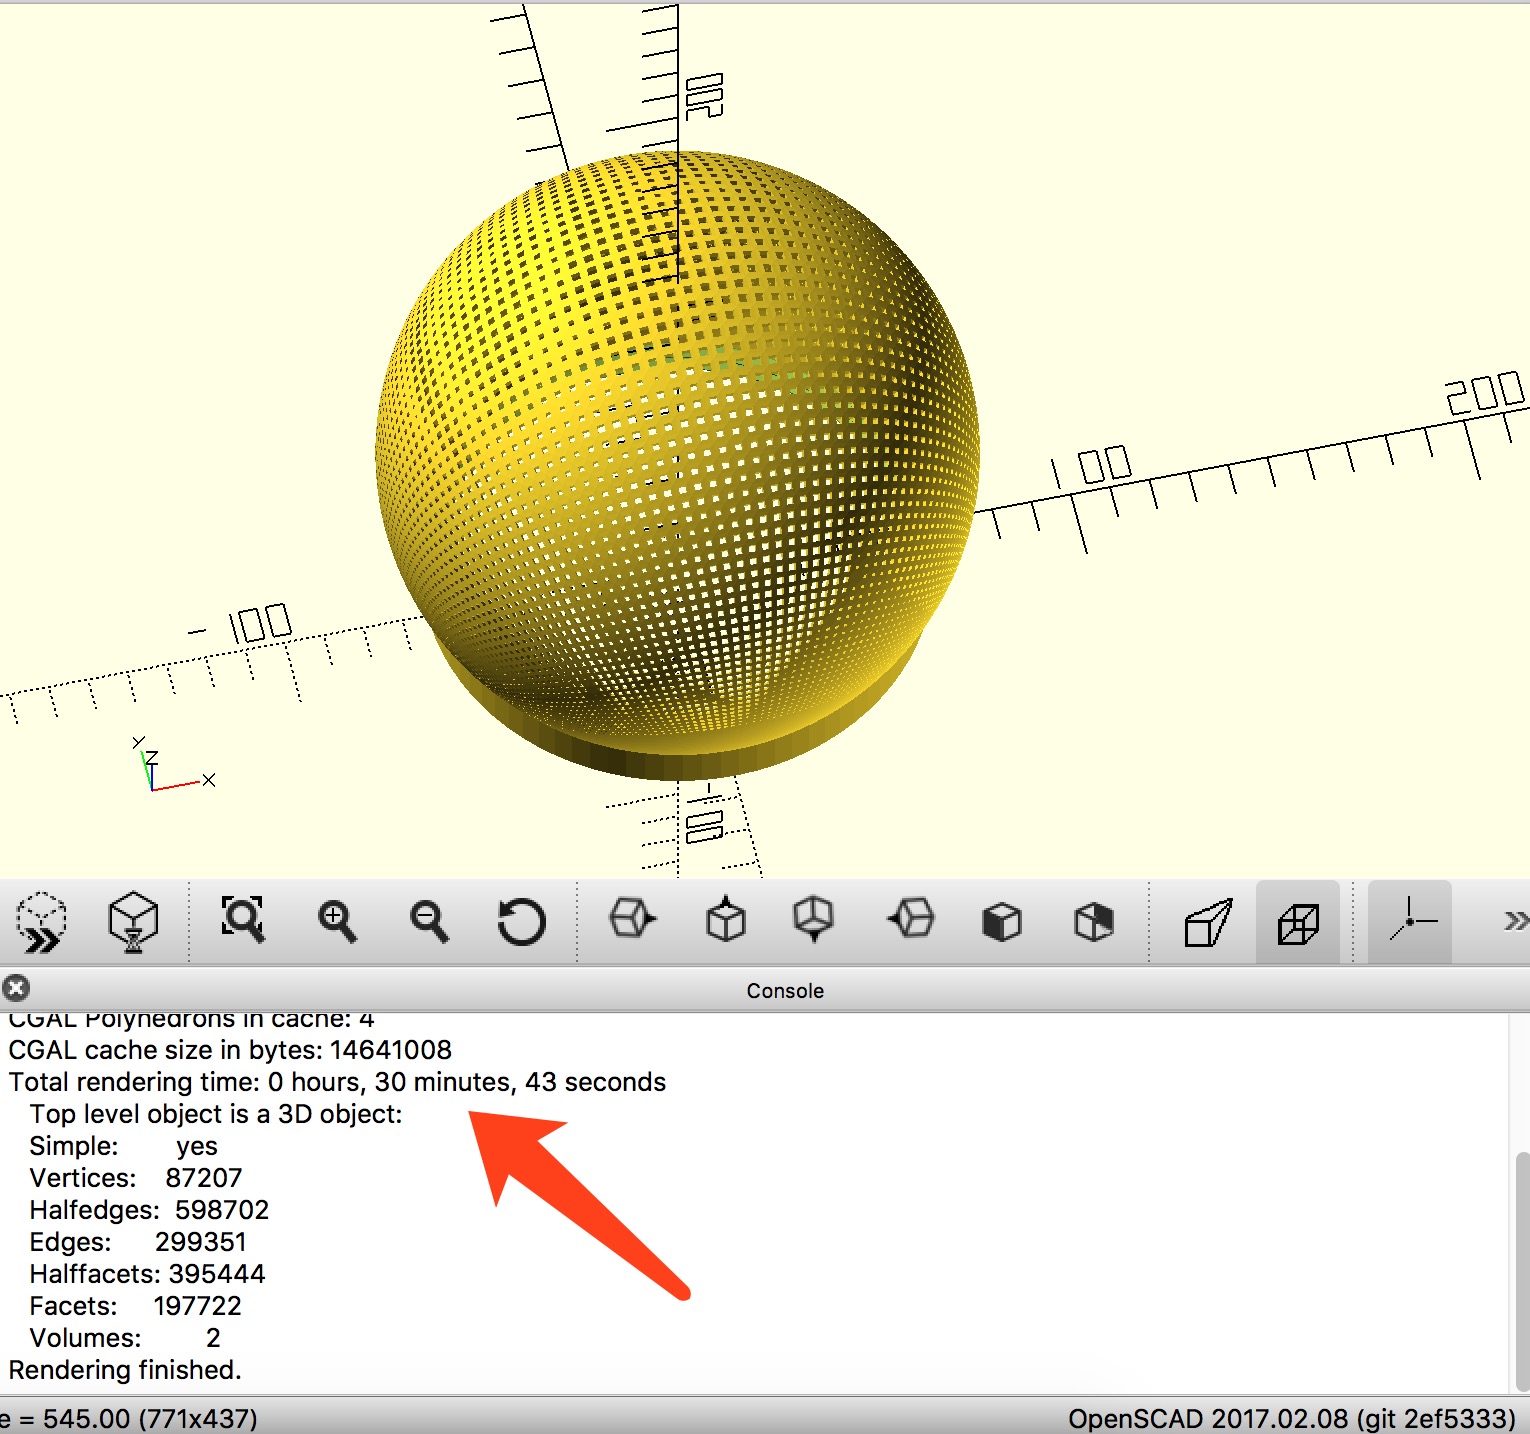 100
200
100
- 100
-100
Y
Z
X
Console
CGAL Polyhedrons in cache: 4
CGAL cache size in bytes: 14641008
Total rendering time: 0 hours, 30 minutes, 43 seconds
Top level object is a 3D object:
Simple: yes
Vertices: 87207
Halfedges: 598702
Edges: 299351
Halffacets: 395444
Facets: 197722
Volumes: 2
Rendering finished.
e = 545.00 (771x437)
OpenSCAD 2017.02.08 (git 2ef5333)